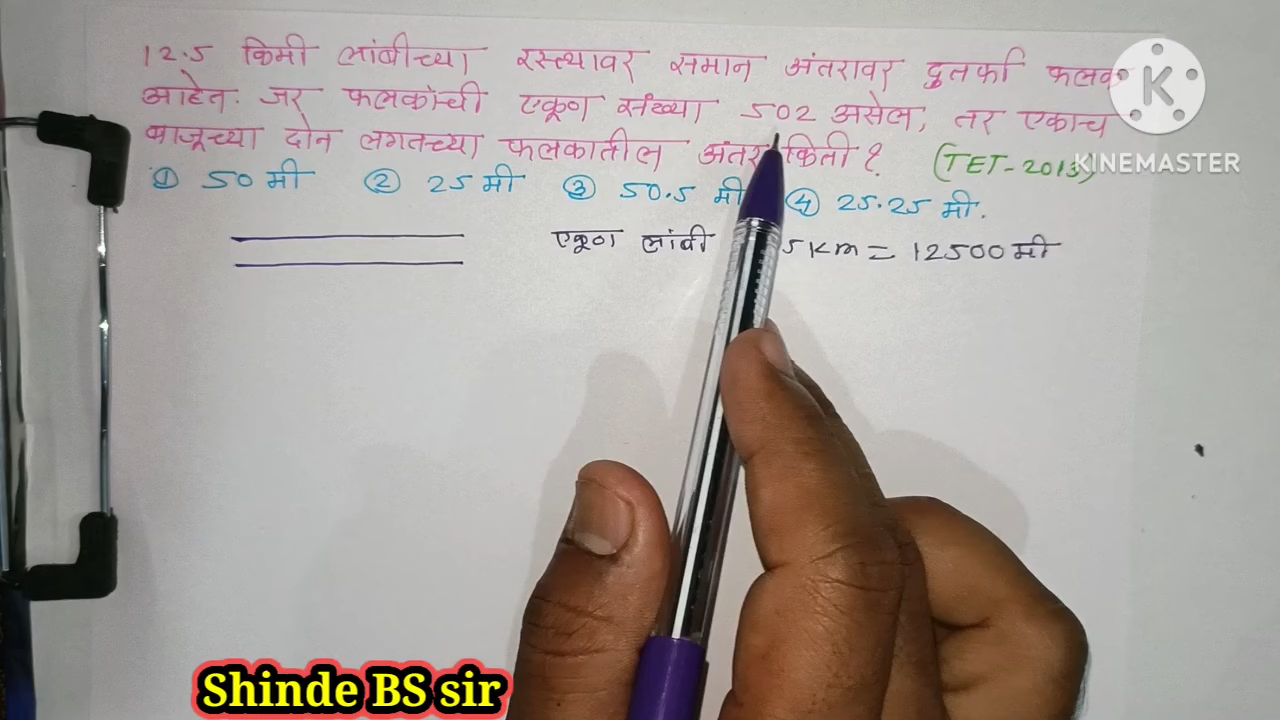 12.5 किमी लांबीच्या रस्त्यावर समान अंतरावर दुतर्फा फलक
आहेत. जर फलकांची एकूण संख्या 502 असेल, तर एकाच
बाजूच्या दोन लगतच्या फलकातील अंतर किती? (TET-2013)
① 50 मी ② 25 मी ③ 50.5 मी ④ 25.25 मी.
एकूण लांबी 5 KM = 12500 मी
K
KINEMASTER
Shinde BS sir